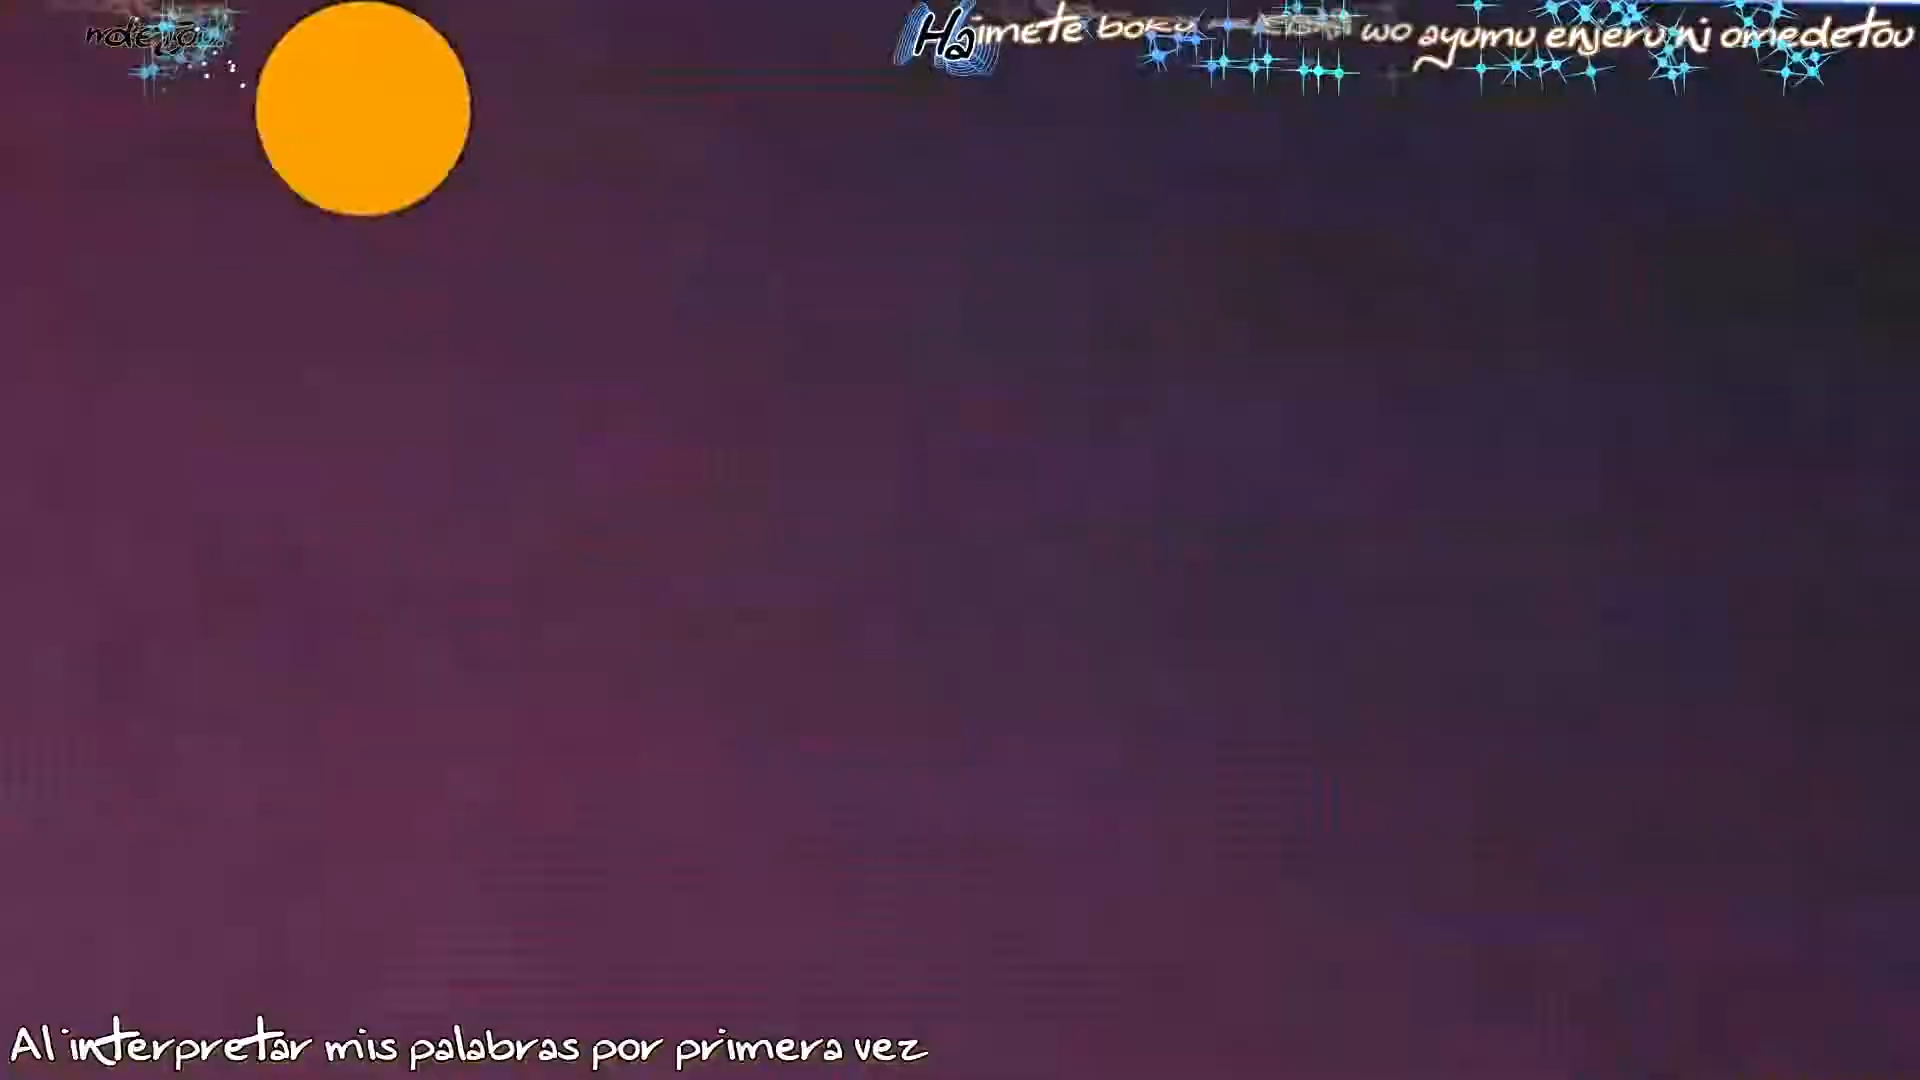 Hajimete boku wo ayumu enjeru ni omedetou
Al interpretar mis palabras por primera vez